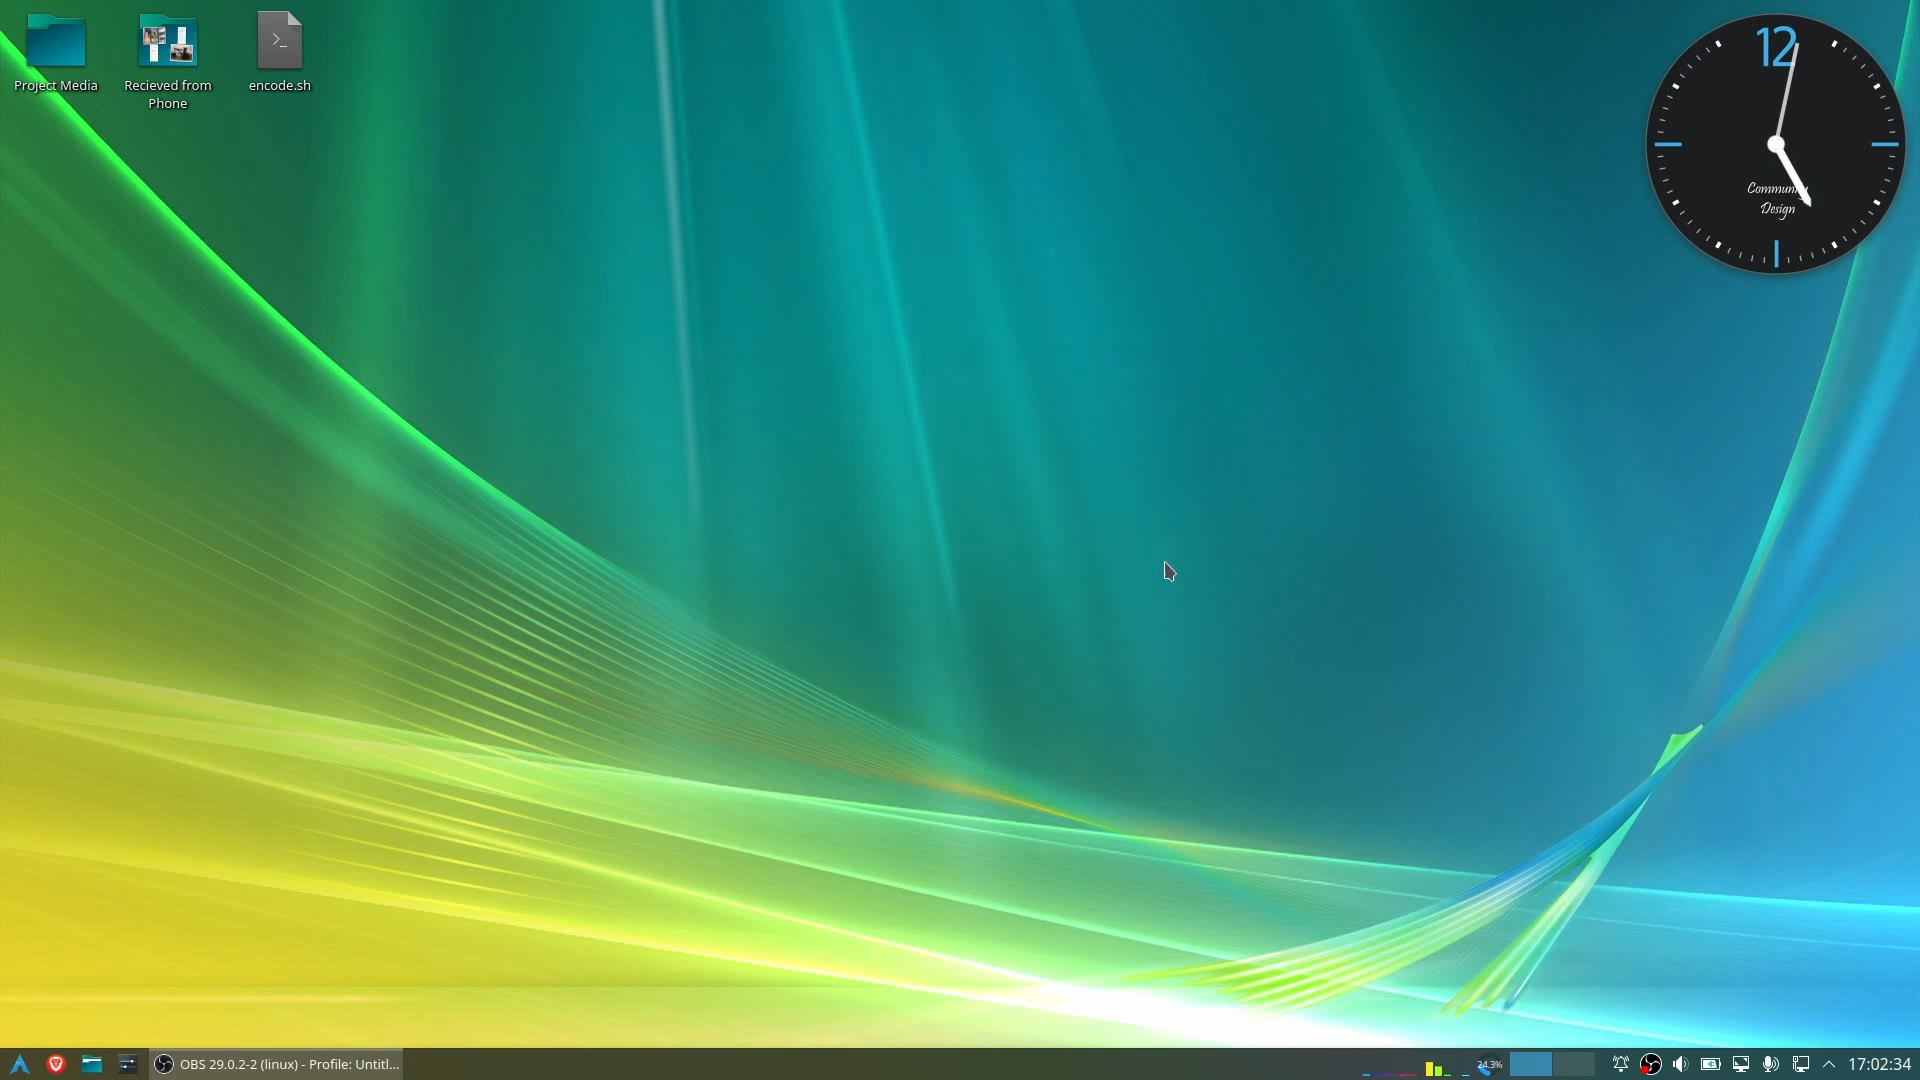 Project Media
Recieved from
Phone
encode.sh
12
Community
Design
OBS 29.0.2-2 (linux) - Profile: Untitl...
24.3%
17:02:34